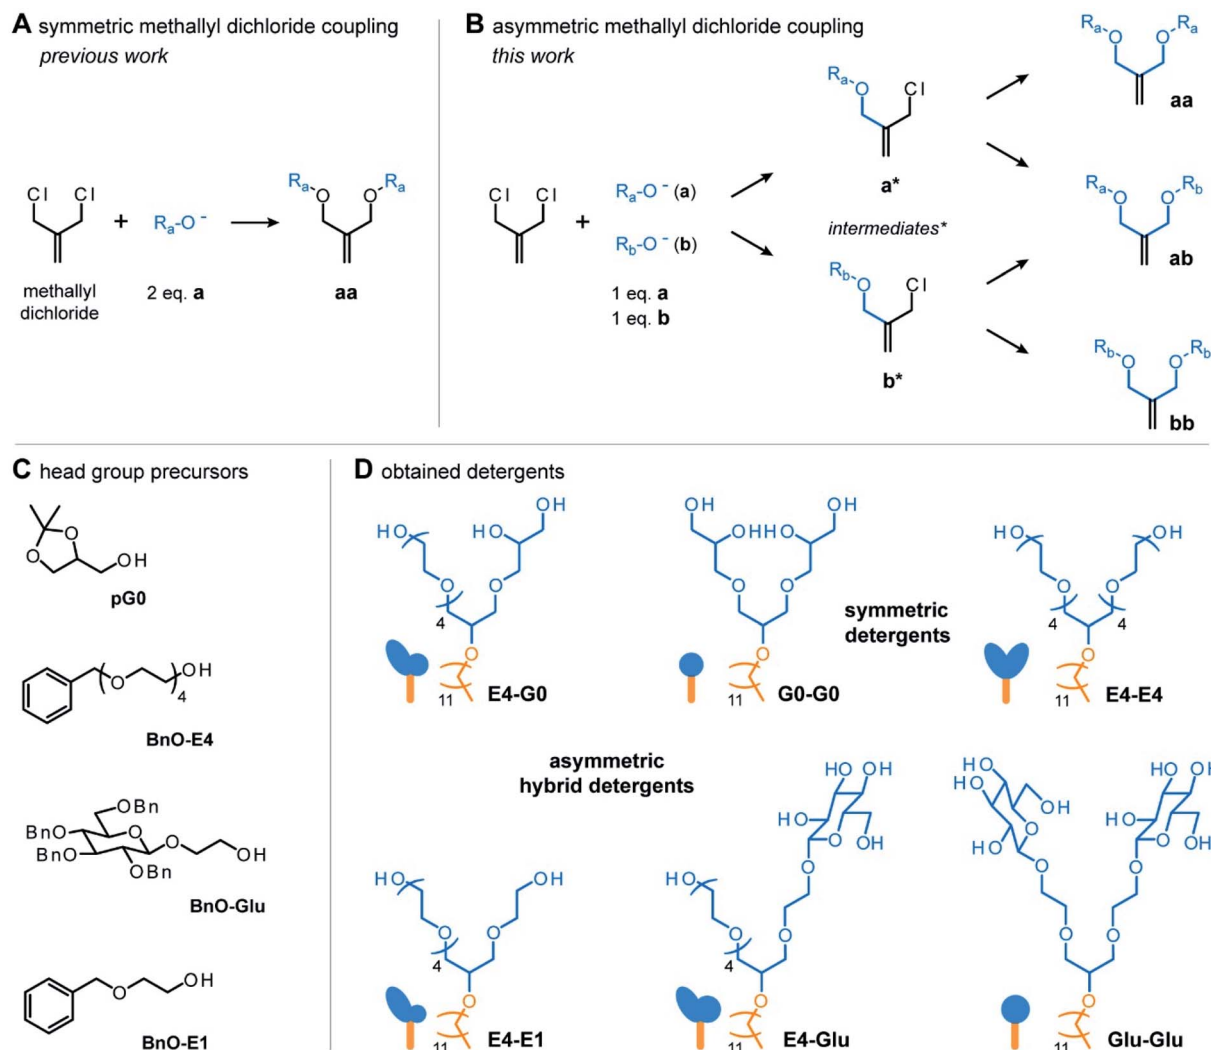 A symmetric methallyl dichloride coupling
previous work
Cl Cl
+
Ra-O-
methallyl
dichloride
2 eq. a
Ra O O Ra
aa
B asymmetric methallyl dichloride coupling
this work
Cl Cl
+
Ra-O- (a)
Rb-O- (b)
1 eq. a
1 eq. b
Ra O Cl
a*
intermediates*
Rb O Cl
b*
Ra O O Ra
aa
Ra O O Rb
ab
Rb O O Rb
bb
C head group precursors
O O OH
pG0
O OH
4
BnO-E4
OBn
BnO O O
BnO OH
OBn
BnO-Glu
O OH
BnO-E1
D obtained detergents
OH
HO HO
O O
4
O
11
E4-G0
OH OH
OH HO
O O
O
11
G0-G0
symmetric
detergents
HO OH
O O
4 4
O
11
E4-E4
asymmetric
hybrid detergents
HO OH
O O
4
O
11
E4-E1
HO OH
HO
O OH
O
HO
O O
4
O
11
E4-Glu
HO
HO
OH
O
HO
O
HO OH
HO
O OH
O
O O
O
11
Glu-Glu